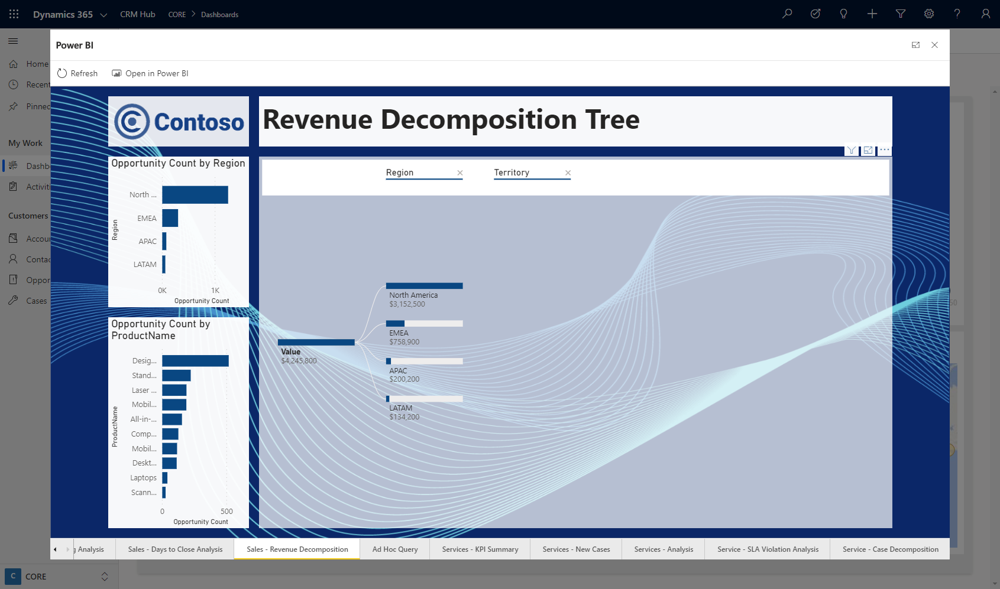 Dynamics 365
CRM Hub
CORE > Dashboards
Power BI
Refresh
Open in Power BI
Home
Recent
Pinned
My Work
Dashb
Activiti
Customers
Accou
Contac
Oppor
Cases
C CORE
Contoso
Revenue Decomposition Tree
Opportunity Count by Region
Region
North ...
EMEA
APAC
LATAM
0K 1K
Opportunity Count
Opportunity Count by
ProductName
ProductName
Desig...
Stand...
Laser ...
Mobil...
All-in-...
Comp...
Mobil...
Deskt...
Laptops
Scann...
0 500
Opportunity Count
Region
Territory
Value
$4,245,800
North America
$3,152,500
EMEA
$758,900
APAC
$200,200
LATAM
$134,200
g Analysis
Sales - Days to Close Analysis
Sales - Revenue Decomposition
Ad Hoc Query
Services - KPI Summary
Services - New Cases
Services - Analysis
Service - SLA Violation Analysis
Service - Case Decomposition